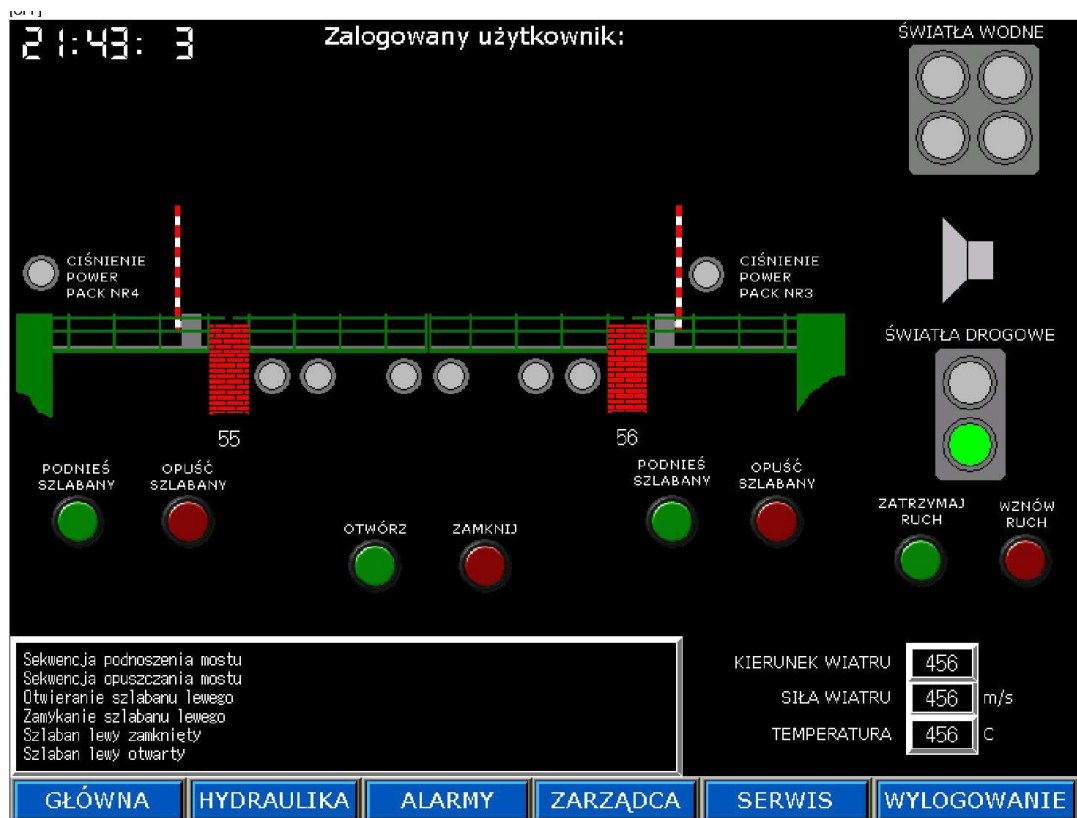 21:43: 3
Zalogowany użytkownik:
ŚWIATŁA WODNE
CIŚNIENIE
POWER
PACK NR4
CIŚNIENIE
POWER
PACK NR3
ŚWIATŁA DROGOWE
55
56
PODNIEŚ
SZLABANY
OPUŚĆ
SZLABANY
PODNIEŚ
SZLABANY
OPUŚĆ
SZLABANY
OTWÓRZ
ZAMKNIJ
ZATRZYMAJ
RUCH
WZNÓW
RUCH
Sekwencja podnoszenia mostu
Sekwencja opuszczania mostu
Otwieranie szlabanu lewego
Zamykanie szlabanu lewego
Szlaban lewy zamknięty
Szlaban lewy otwarty
KIERUNEK WIATRU 456
SIŁA WIATRU 456 m/s
TEMPERATURA 456 C
GŁÓWNA HYDRAULIKA ALARMY ZARZĄDCA SERWIS WYLOGOWANIE